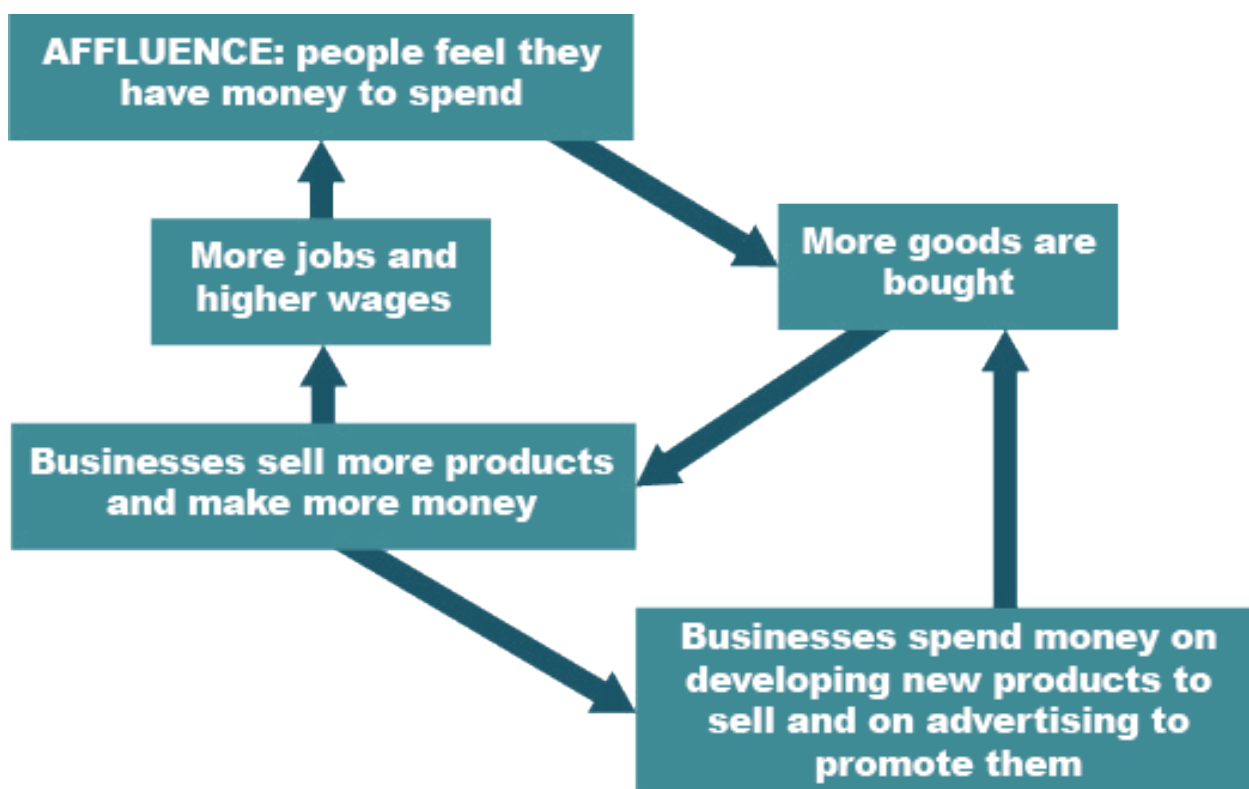 AFFLUENCE: people feel they
have money to spend
More jobs and
higher wages
More goods are
bought
Businesses sell more products
and make more money
Businesses spend money on
developing new products to
sell and on advertising to
promote them